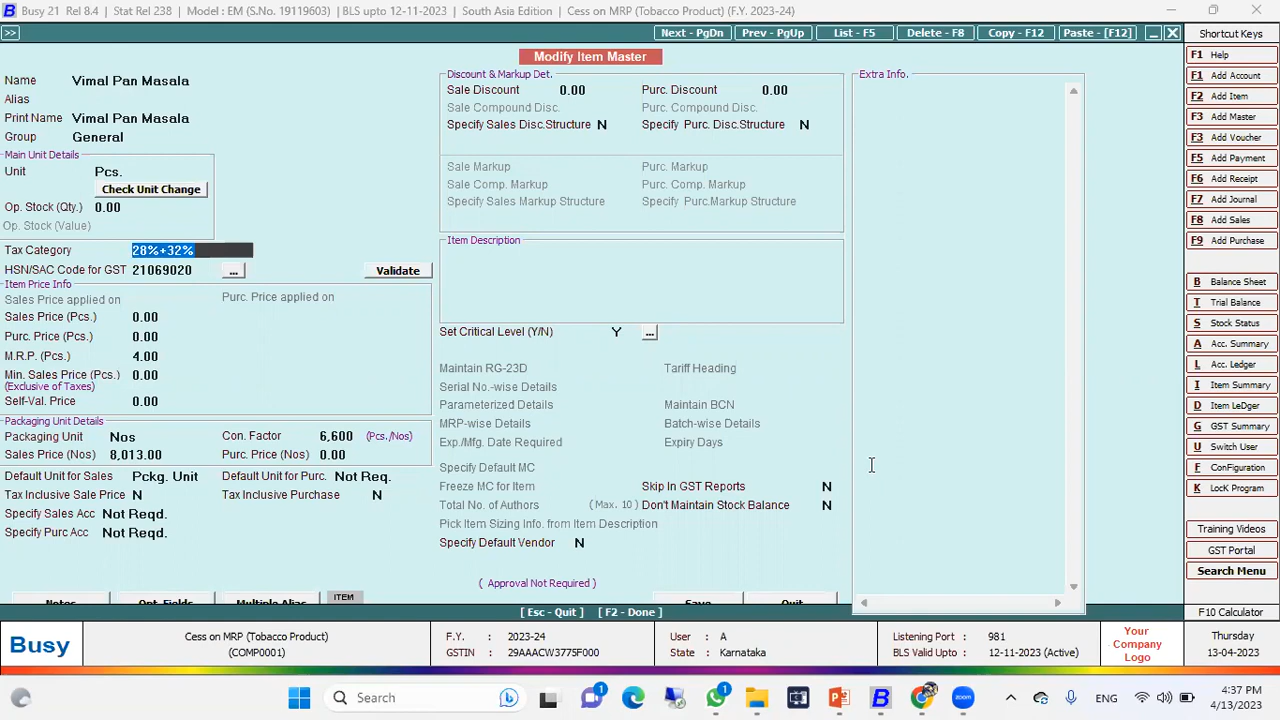 Busy 21 Rel 8.4 | Stat Rel 238 | Model : EM (S.No. 19119603) | BLS upto 12-11-2023 | South Asia Edition | Cess on MRP (Tobacco Product) (F.Y. 2023-24)
>> Next - PgDn Prev - PgUp List - F5 Delete - F8 Copy - F12 Paste - [F12]
Modify Item Master
Name Vimal Pan Masala
Alias
Print Name Vimal Pan Masala
Group General
Main Unit Details
Unit Pcs.
Check Unit Change
Op. Stock (Qty.) 0.00
Op. Stock (Value)
Tax Category 28%+32%
HSN/SAC Code for GST 21069020 ... Validate
Item Price Info
Sales Price applied on Purc. Price applied on
Sales Price (Pcs.) 0.00
Purc. Price (Pcs.) 0.00
M.R.P. (Pcs.) 4.00
Min. Sales Price (Pcs.) 0.00
(Exclusive of Taxes)
Self-Val. Price 0.00
Packaging Unit Details
Packaging Unit Nos Con. Factor 6,600 (Pcs./Nos)
Sales Price (Nos) 8,013.00 Purc. Price (Nos) 0.00
Default Unit for Sales Pckg. Unit Default Unit for Purc. Not Req.
Tax Inclusive Sale Price N Tax Inclusive Purchase N
Specify Sales Acc Not Reqd.
Specify Purc Acc Not Reqd.
Notes Opt. Fields Multiple Alias ITEM
Discount & Markup Det.
Sale Discount 0.00 Purc. Discount 0.00
Sale Compound Disc. Purc. Compound Disc.
Specify Sales Disc.Structure N Specify Purc. Disc.Structure N
Sale Markup Purc. Markup
Sale Comp. Markup Purc. Comp. Markup
Specify Sales Markup Structure Specify Purc.Markup Structure
Item Description
Set Critical Level (Y/N) Y ...
Maintain RG-23D Tariff Heading
Serial No.-wise Details
Parameterized Details Maintain BCN
MRP-wise Details Batch-wise Details
Exp./Mfg. Date Required Expiry Days
Specify Default MC
Freeze MC for Item Skip In GST Reports N
Total No. of Authors (Max. 10) Don't Maintain Stock Balance N
Pick Item Sizing Info. from Item Description
Specify Default Vendor N
( Approval Not Required )
Save Quit
Extra Info.
[ Esc - Quit ] [ F2 - Done ]
Shortcut Keys
F1 Help
F1 Add Account
F2 Add Item
F3 Add Master
F3 Add Voucher
F5 Add Payment
F6 Add Receipt
F7 Add Journal
F8 Add Sales
F9 Add Purchase
B Balance Sheet
T Trial Balance
S Stock Status
A Acc. Summary
L Acc. Ledger
I Item Summary
D Item LeDger
G GST Summary
U Switch User
F Configuration
K LocK Program
Training Videos
GST Portal
Search Menu
F10 Calculator
Busy
Cess on MRP (Tobacco Product)
(COMP0001)
F.Y. : 2023-24
GSTIN : 29AAACW3775F000
User : A
State : Karnataka
Listening Port : 981
BLS Valid Upto : 12-11-2023 (Active)
Your
Company
Logo
Thursday
13-04-2023
Search
1
1
zoom
ENG
4:37 PM
4/13/2023